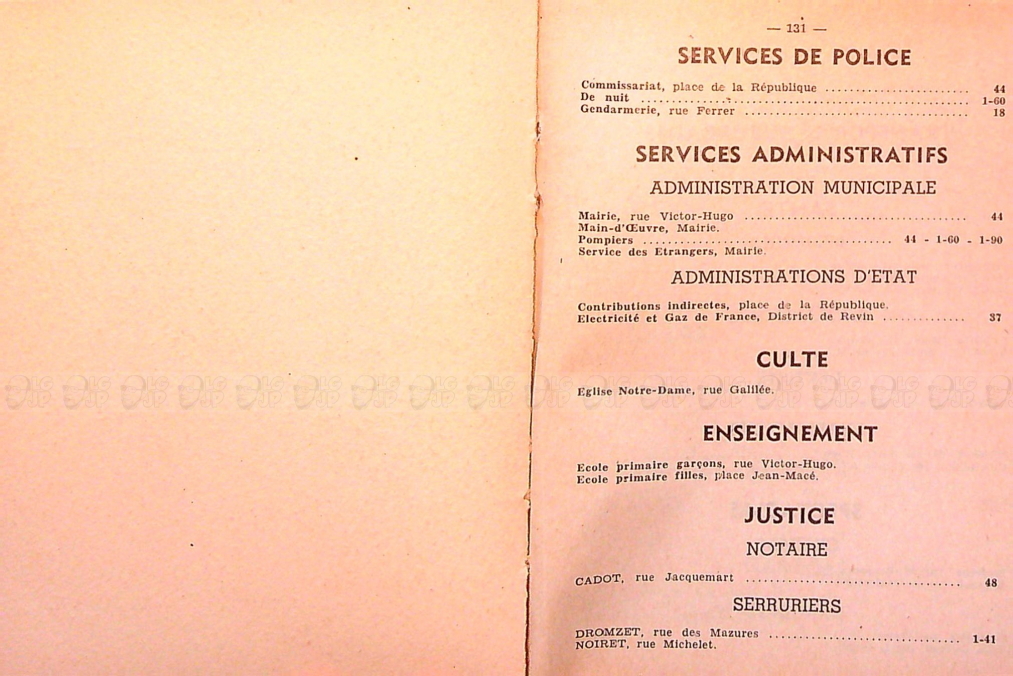 — 131 —
SERVICES DE POLICE
Commissariat, place de la République ........................ 44
De nuit ........................ 1-60
Gendarmerie, rue Ferrer ........................ 18
SERVICES ADMINISTRATIFS
ADMINISTRATION MUNICIPALE
Mairie, rue Victor-Hugo ........................ 44
Main-d'Œuvre, Mairie.
Pompiers ........................ 44 - 1-60 - 1-90
Service des Etrangers, Mairie.
ADMINISTRATIONS D'ETAT
Contributions indirectes, place de la République.
Electricité et Gaz de France, District de Revin ............. 37
CULTE
Eglise Notre-Dame, rue Galilée.
ENSEIGNEMENT
Ecole primaire garçons, rue Victor-Hugo.
Ecole primaire filles, place Jean-Macé.
JUSTICE
NOTAIRE
CADOT, rue Jacquemart ........................ 48
SERRURIERS
DROMZET, rue des Mazures ........................ 1-41
NOIRET, rue Michelet.